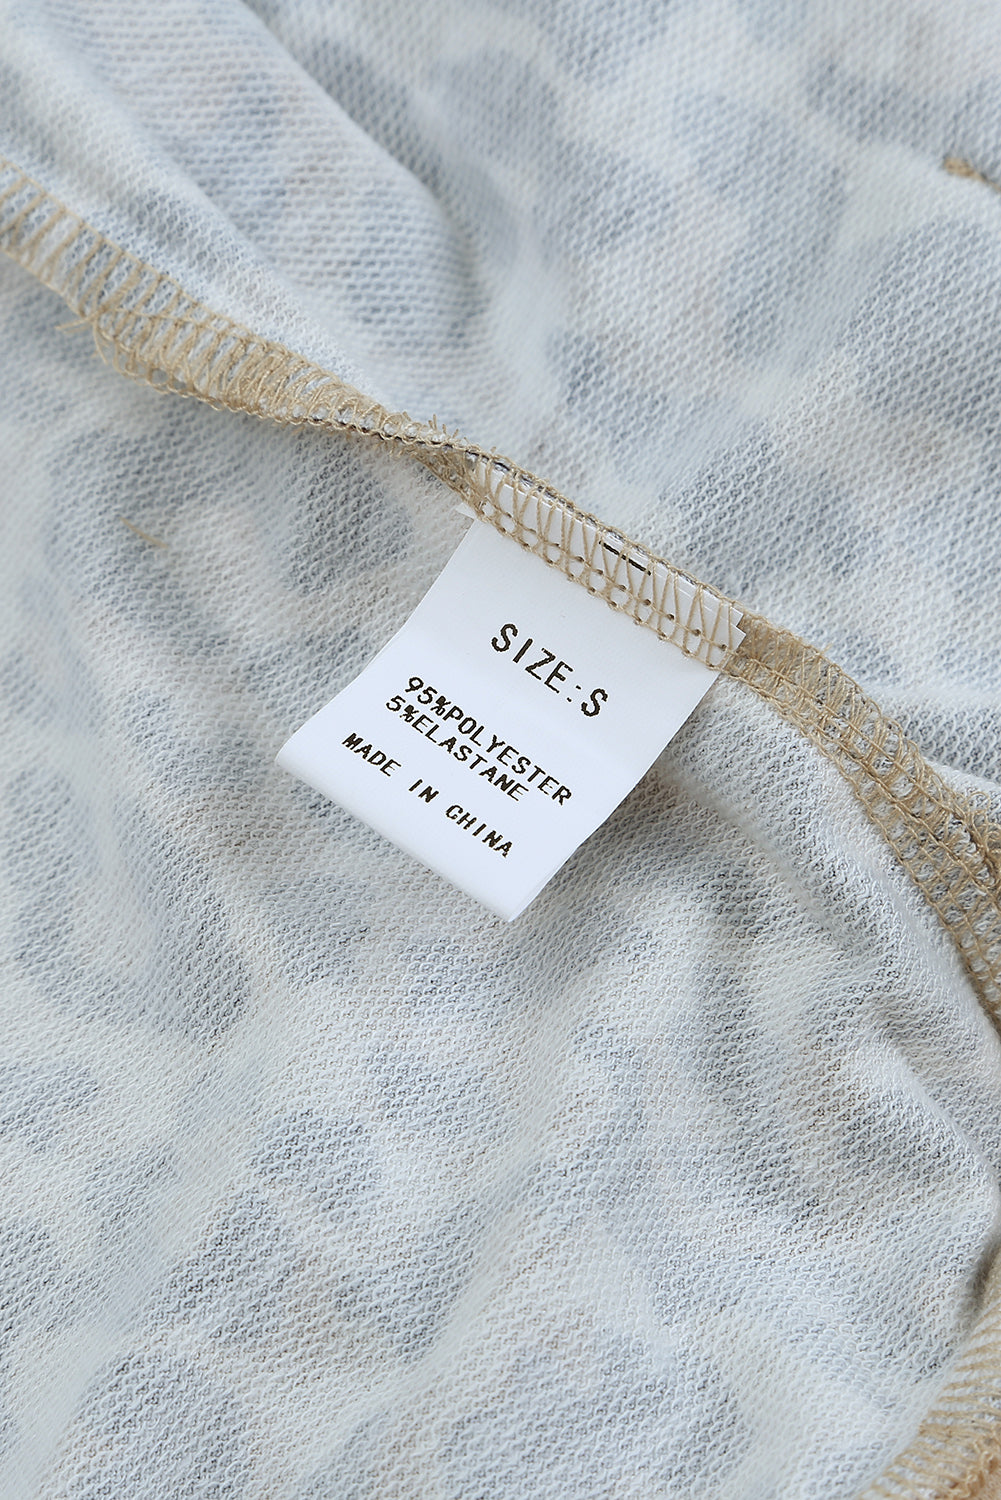 SIZE:S
95%POLYESTER
5%ELASTANE
MADE IN CHINA